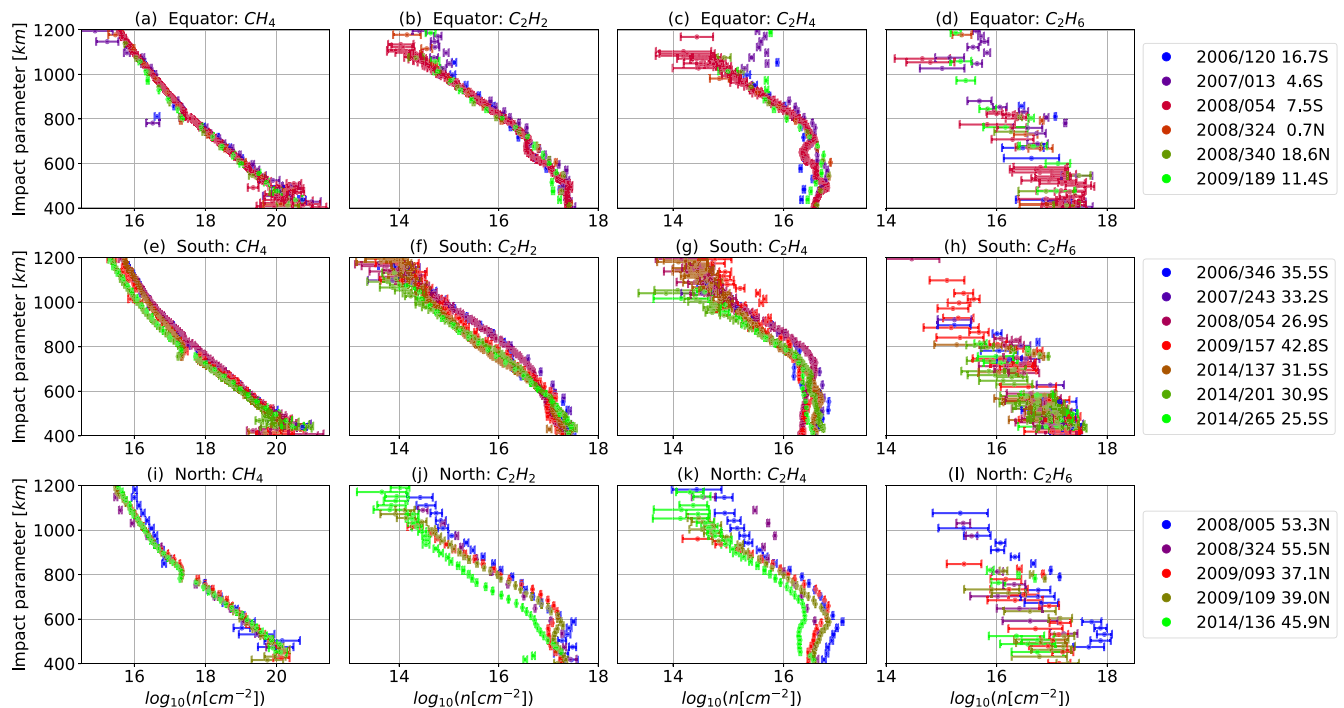 (a) Equator: CH4
(b) Equator: C2H2
(c) Equator: C2H4
(d) Equator: C2H6
1200
1000
800
600
400
Impact parameter [km]
16 18 20
14 16 18
14 16
14 16 18
2006/120 16.7S
2007/013 4.6S
2008/054 7.5S
2008/324 0.7N
2008/340 18.6N
2009/189 11.4S
(e) South: CH4
(f) South: C2H2
(g) South: C2H4
(h) South: C2H6
1200
1000
800
600
400
Impact parameter [km]
16 18 20
14 16 18
14 16
14 16 18
2006/346 35.5S
2007/243 33.2S
2008/054 26.9S
2009/157 42.8S
2014/137 31.5S
2014/201 30.9S
2014/265 25.5S
(i) North: CH4
(j) North: C2H2
(k) North: C2H4
(l) North: C2H6
1200
1000
800
600
400
Impact parameter [km]
16 18 20
14 16 18
14 16
14 16 18
log10(n[cm−2])
log10(n[cm−2])
log10(n[cm−2])
log10(n[cm−2])
2008/005 53.3N
2008/324 55.5N
2009/093 37.1N
2009/109 39.0N
2014/136 45.9N